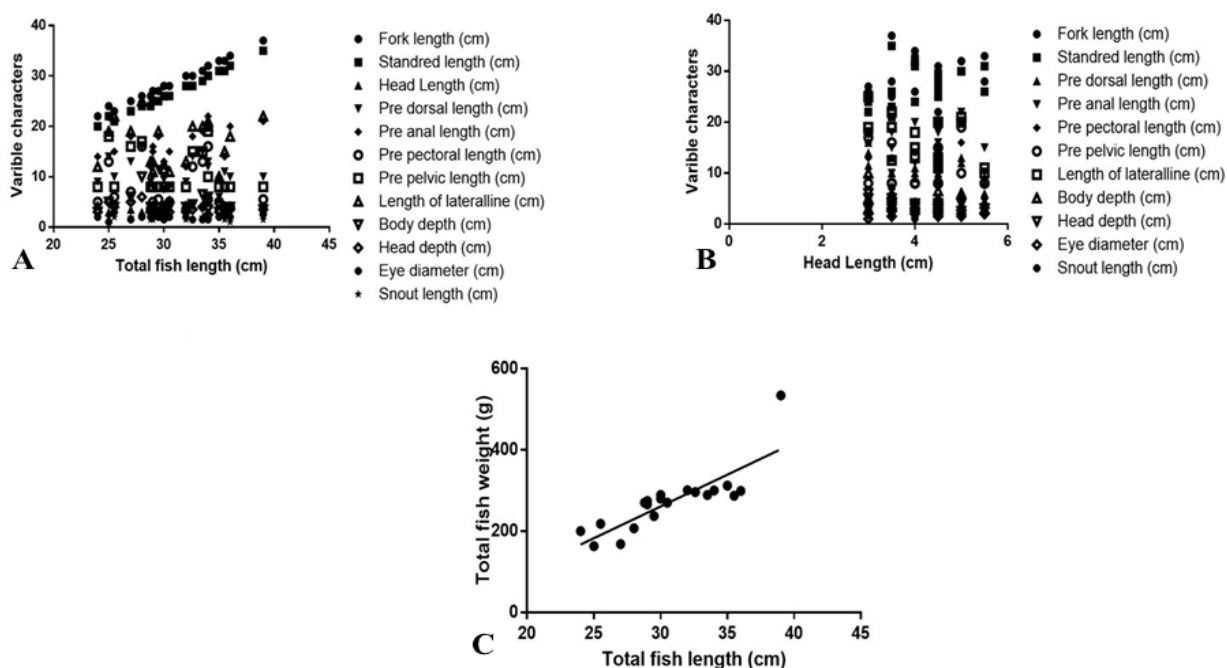 Varible characters
40
30
20
10
0
20
25
30
35
40
45
Total fish length (cm)
A
Fork length (cm)
Standred length (cm)
Head Length (cm)
Pre dorsal length (cm)
Pre anal length (cm)
Pre pectoral length (cm)
Pre pelvic length (cm)
Length of lateralline (cm)
Body depth (cm)
Head depth (cm)
Eye diameter (cm)
Snout length (cm)
Varible characters
40
30
20
10
0
0
2
4
6
Head Length (cm)
B
Fork length (cm)
Standred length (cm)
Pre dorsal Length (cm)
Pre anal length (cm)
Pre pectoral length (cm)
Pre pelvic length (cm)
Length of lateralline (cm)
Body depth (cm)
Head depth (cm)
Eye diameter (cm)
Snout length (cm)
Total fish weight (g)
600
400
200
0
20
25
30
35
40
45
Total fish length (cm)
C